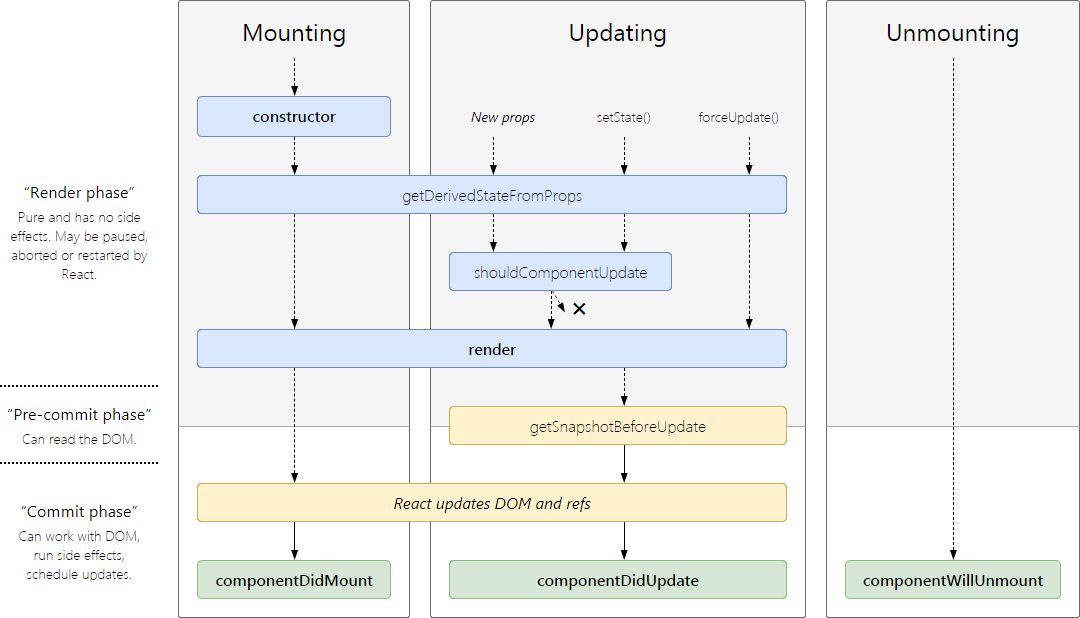 Mounting
Updating
Unmounting
constructor
New props
setState()
forceUpdate()
“Render phase”
Pure and has no side
effects. May be paused,
aborted or restarted by
React.
getDerivedStateFromProps
shouldComponentUpdate
render
“Pre-commit phase”
Can read the DOM.
getSnapshotBeforeUpdate
“Commit phase”
Can work with DOM,
run side effects,
schedule updates.
React updates DOM and refs
componentDidMount
componentDidUpdate
componentWillUnmount